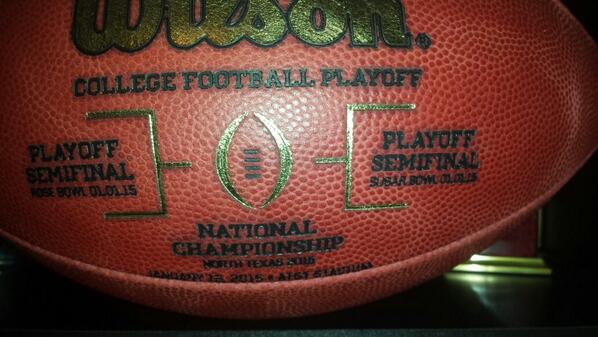 Wilson®
COLLEGE FOOTBALL PLAYOFF
PLAYOFF
SEMIFINAL
ROSE BOWL 01.01.15
PLAYOFF
SEMIFINAL
SUGAR BOWL 01.01.15
NATIONAL
CHAMPIONSHIP
NORTH TEXAS 2015
JANUARY 12, 2015 • AT&T STADIUM